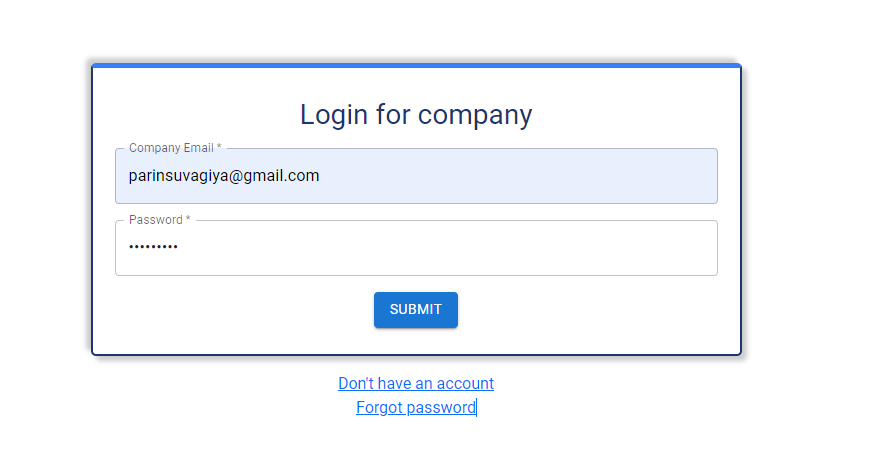 Login for company
Company Email *
parinsuvagiya@gmail.com
Password *
•••••••••
SUBMIT
Don't have an account
Forgot password